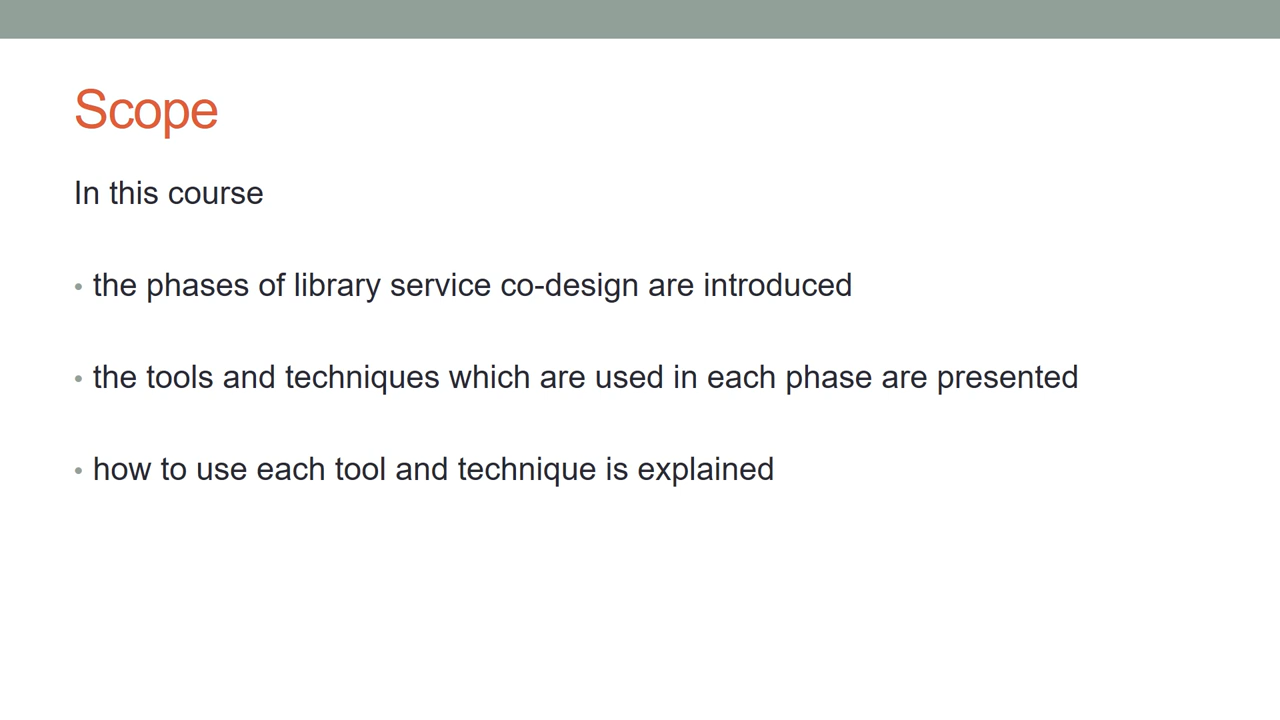 Scope
In this course
• the phases of library service co-design are introduced
• the tools and techniques which are used in each phase are presented
• how to use each tool and technique is explained